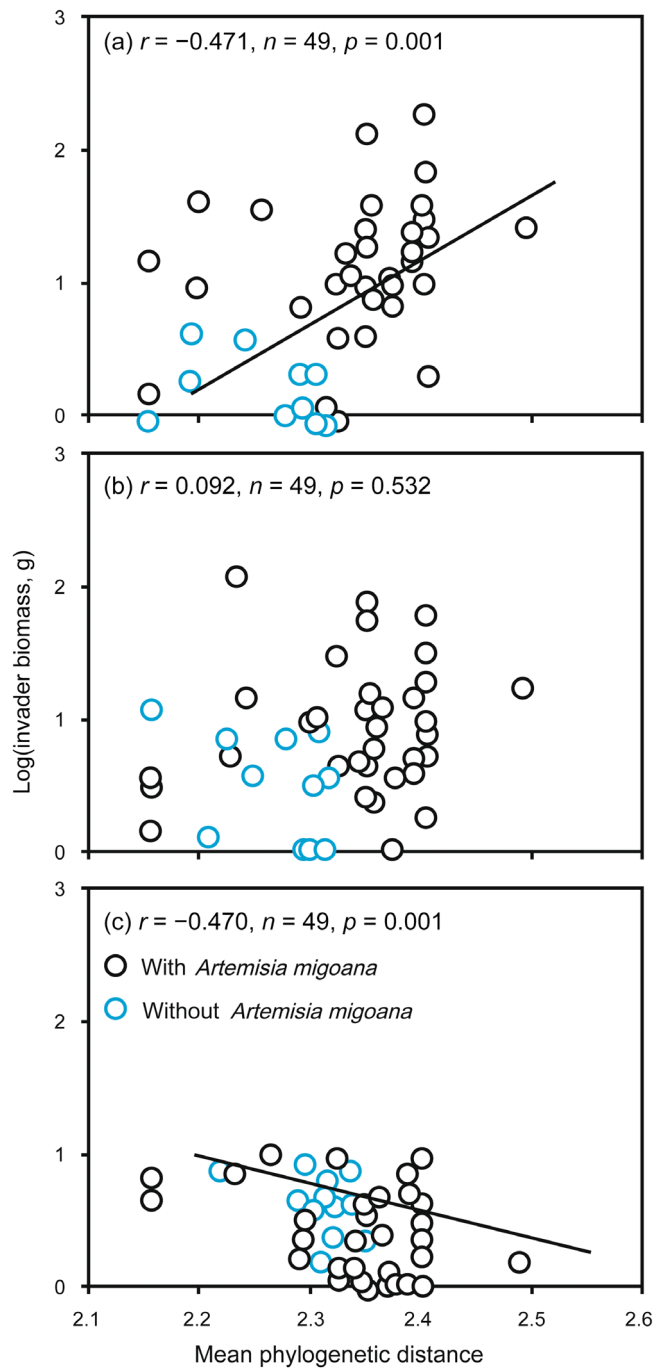 3
(a) r = −0.471, n = 49, p = 0.001
2
1
0
3
(b) r = 0.092, n = 49, p = 0.532
2
Log(invader biomass, g)
1
0
3
(c) r = −0.470, n = 49, p = 0.001
With Artemisia migoana
Without Artemisia migoana
2
1
0
2.1 2.2 2.3 2.4 2.5 2.6
Mean phylogenetic distance